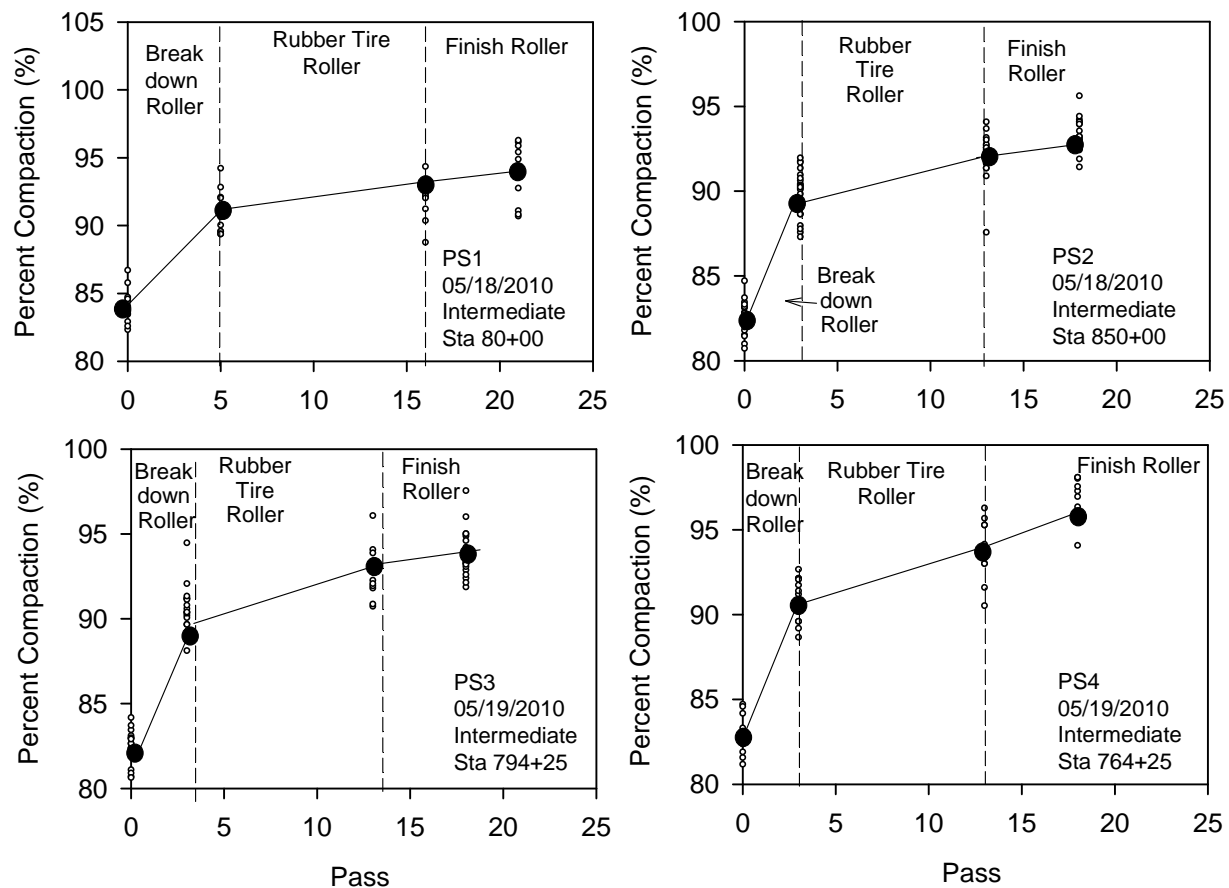 105
100
95
90
85
80
Percent Compaction (%)
Break
down
Roller
Rubber Tire
Roller
Finish Roller
PS1
05/18/2010
Intermediate
Sta 80+00
0 5 10 15 20 25
100
95
90
85
80
Percent Compaction (%)
Rubber
Tire
Roller
Finish
Roller
Break
down
Roller
PS2
05/18/2010
Intermediate
Sta 850+00
0 5 10 15 20 25
100
95
90
85
80
Percent Compaction (%)
Break
down
Roller
Rubber
Tire
Roller
Finish
Roller
PS3
05/19/2010
Intermediate
Sta 794+25
0 5 10 15 20 25
Pass
100
95
90
85
80
Percent Compaction (%)
Break
down
Roller
Rubber Tire
Roller
Finish Roller
PS4
05/19/2010
Intermediate
Sta 764+25
0 5 10 15 20 25
Pass